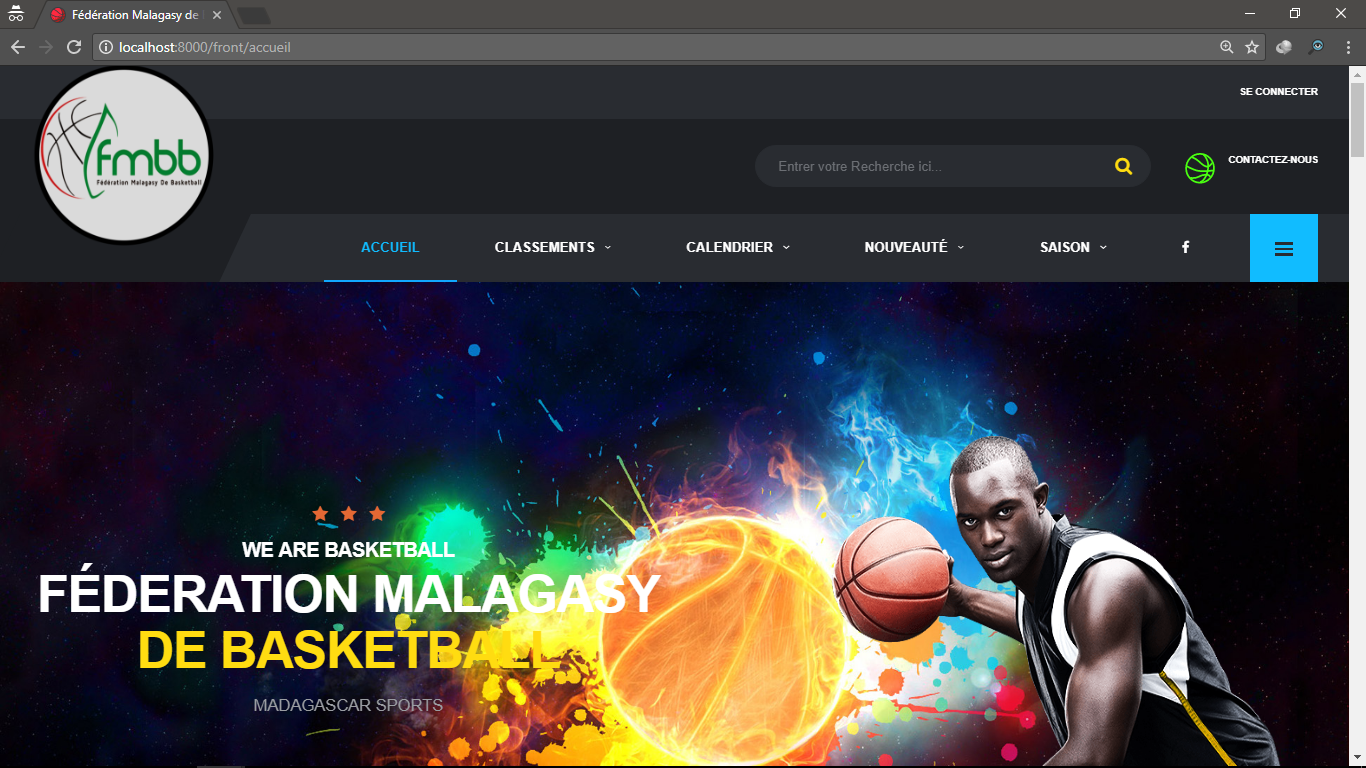 Fédération Malagasy de
localhost:8000/front/accueil
SE CONNECTER
fmbb
Fédération Malagasy De Basketball
Entrer votre Recherche ici...
CONTACTEZ-NOUS
ACCUEIL CLASSEMENTS CALENDRIER NOUVEAUTÉ SAISON
WE ARE BASKETBALL
FÉDERATION MALAGASY
DE BASKETBALL
MADAGASCAR SPORTS